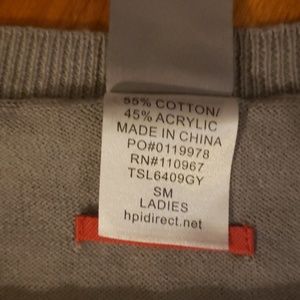 55% COTTON/
45% ACRYLIC
MADE IN CHINA
PO#0119978
RN#110967
TSL6409GY
SM
LADIES
hpidirect.net